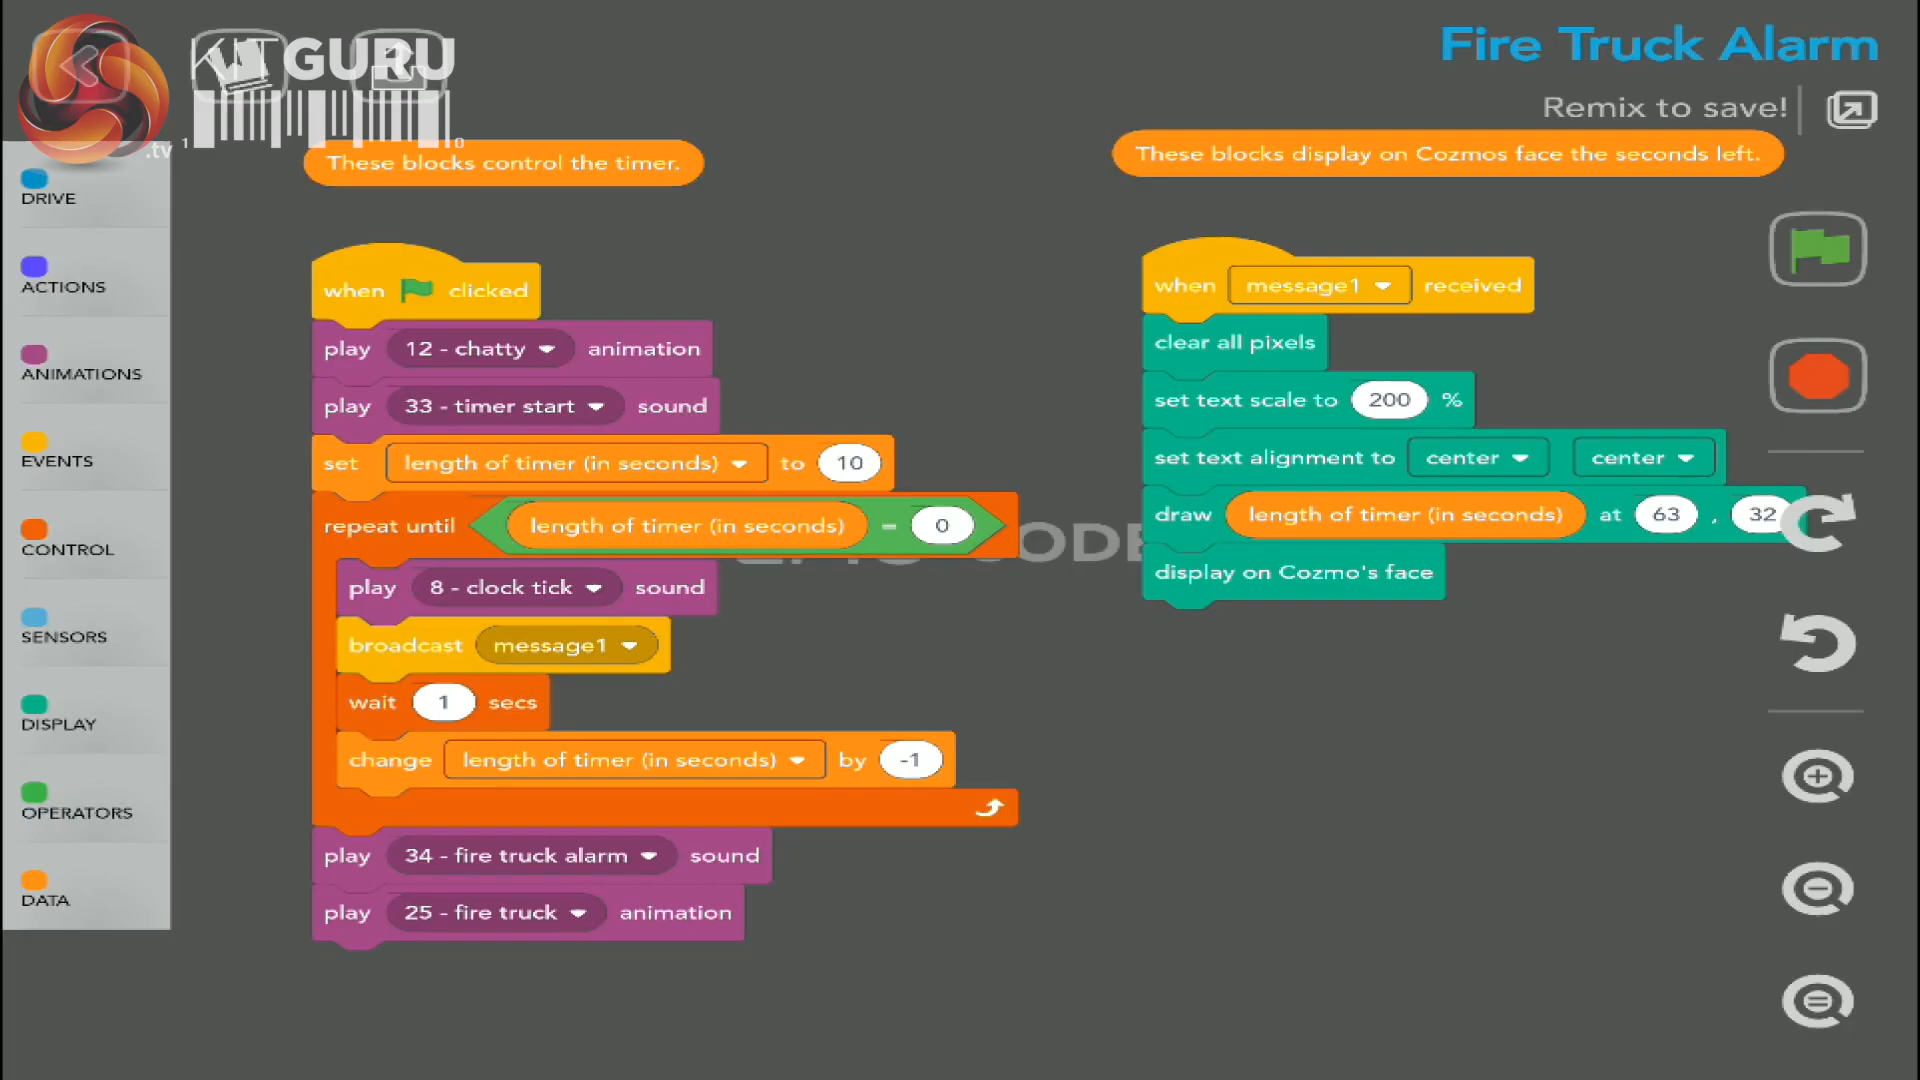 KITGURU
.tv 1 0
Fire Truck Alarm
Remix to save!
These blocks control the timer.
These blocks display on Cozmos face the seconds left.
DRIVE
ACTIONS
ANIMATIONS
EVENTS
CONTROL
SENSORS
DISPLAY
OPERATORS
DATA
when clicked
play 12 - chatty animation
play 33 - timer start sound
set length of timer (in seconds) to 10
repeat until length of timer (in seconds) = 0
play 8 - clock tick sound
broadcast message1
wait 1 secs
change length of timer (in seconds) by -1
play 34 - fire truck alarm sound
play 25 - fire truck animation
when message1 received
clear all pixels
set text scale to 200 %
set text alignment to center center
draw length of timer (in seconds) at 63 , 32
display on Cozmo's face